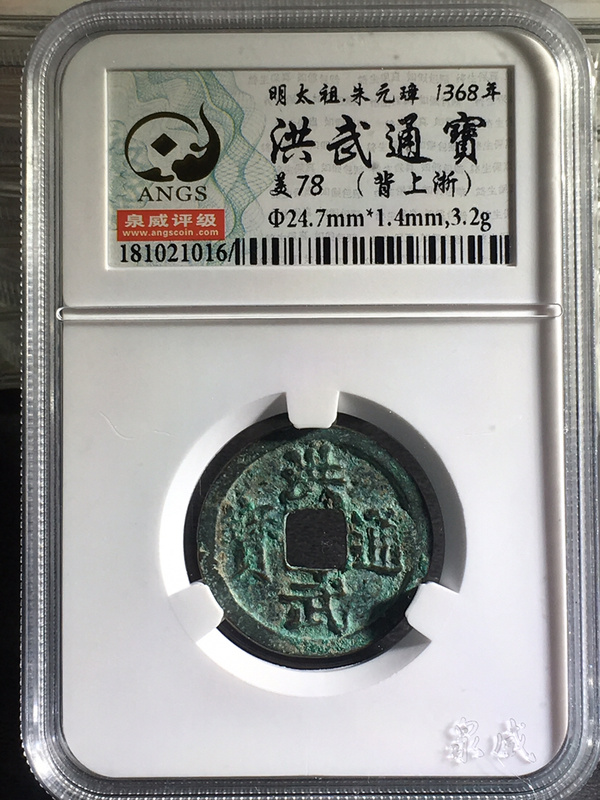 明太祖.朱元璋 1368年
洪武通寶
美78 (背上浙)
Φ24.7mm*1.4mm,3.2g
ANGS
泉威评级
www.angscoin.com
181021016/
洪武通寶
泉威